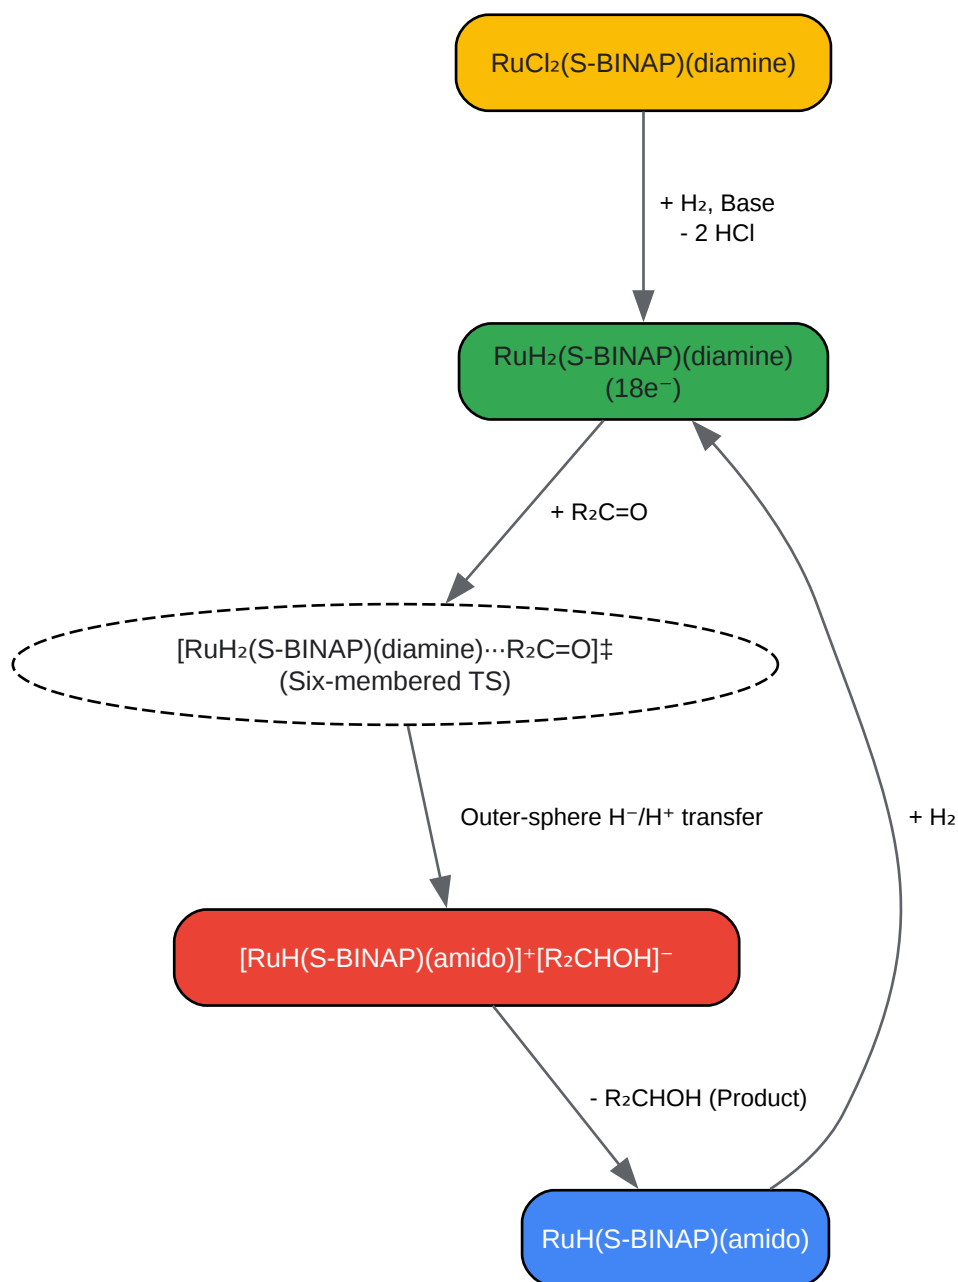 RuCl₂(S-BINAP)(diamine)
+ H₂, Base
- 2 HCl
RuH₂(S-BINAP)(diamine)
(18e⁻)
+ R₂C=O
[RuH₂(S-BINAP)(diamine)···R₂C=O]‡
(Six-membered TS)
Outer-sphere H⁻/H⁺ transfer
+ H₂
[RuH(S-BINAP)(amido)]⁺[R₂CHOH]⁻
- R₂CHOH (Product)
RuH(S-BINAP)(amido)